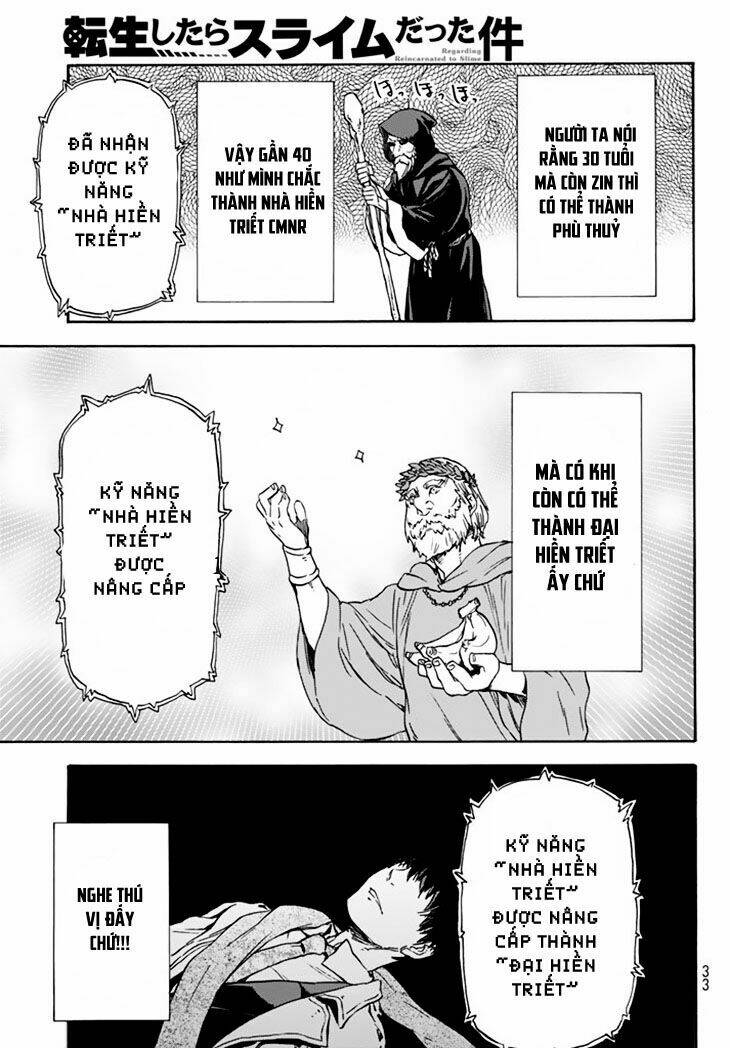 転生したらスライムだった件
Regarding
Reincarnated to Slime
NGƯỜI TA NÓI
RẰNG 30 TUỔI
MÀ CÒN ZIN THÌ
CÓ THỂ THÀNH
PHÙ THUỶ
ほっほっほっ
VẬY GẦN 40
NHƯ MÌNH CHẮC
THÀNH NHÀ HIỀN
TRIẾT CMNR
ĐÃ NHẬN
ĐƯỢC KỸ
NĂNG
"NHÀ HIỀN
TRIẾT"
MÀ CÓ KHI
CÒN CÓ THỂ
THÀNH ĐẠI
HIỀN TRIẾT
ẤY CHỨ
KỸ NĂNG
"NHÀ HIỀN
TRIẾT"
ĐƯỢC
NÂNG CẤP
KỸ NĂNG
"NHÀ HIỀN
TRIẾT"
ĐƯỢC NÂNG
CẤP THÀNH
"ĐẠI HIỀN
TRIẾT"
NGHE THÚ
VỊ ĐẤY
CHỨ!!!
33